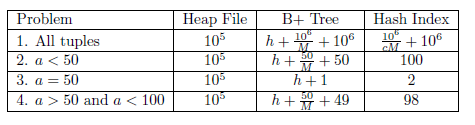 Problem Heap File B+ Tree Hash Index
1. All tuples 10^5 h + 10^6/M + 10^6 10^6/cM + 10^6
2. a < 50 10^5 h + 50/M + 50 100
3. a = 50 10^5 h + 1 2
4. a > 50 and a < 100 10^5 h + 50/M + 49 98